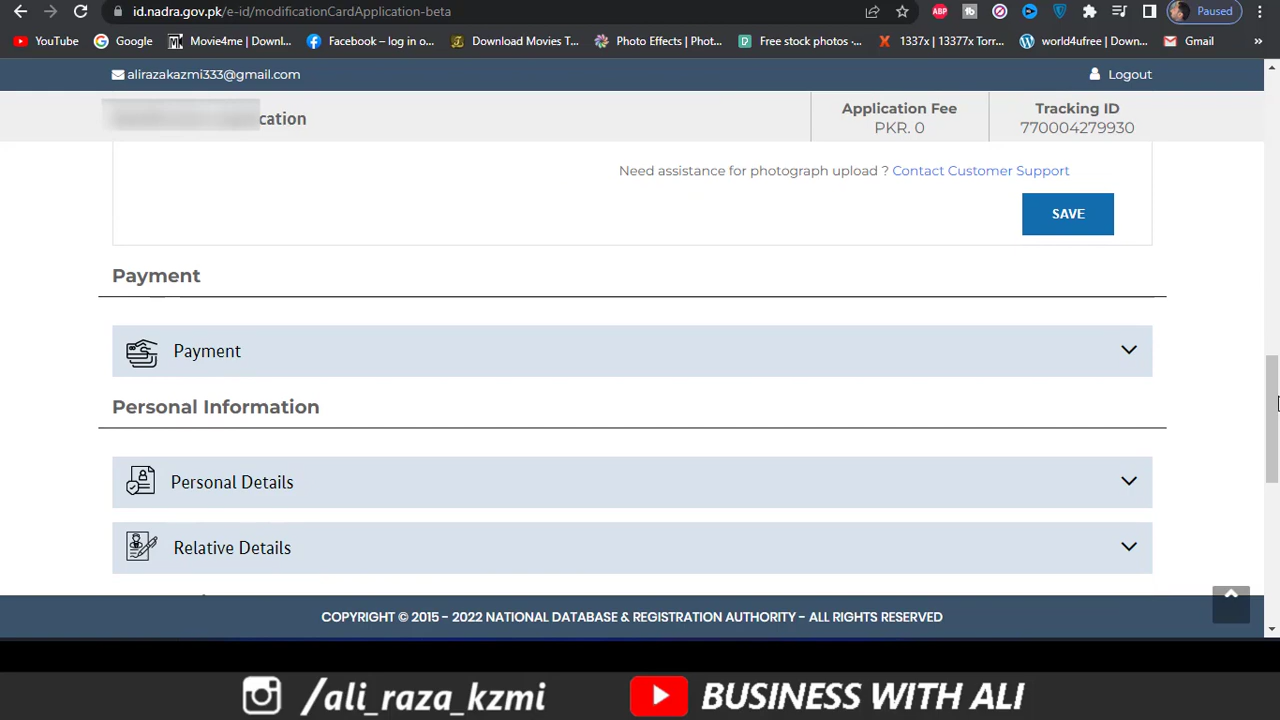 id.nadra.gov.pk/e-id/modificationCardApplication-beta
ABP
Paused
YouTube
Google
Movie4me | Downl...
Facebook – log in o...
Download Movies T...
Photo Effects | Phot...
Free stock photos -...
1337x | 13377x Torr...
world4ufree | Down...
Gmail
»
alirazakazmi333@gmail.com
Logout
cation
Application Fee
PKR. 0
Tracking ID
770004279930
Need assistance for photograph upload ? Contact Customer Support
SAVE
Payment
Payment
Personal Information
Personal Details
Relative Details
COPYRIGHT © 2015 - 2022 NATIONAL DATABASE & REGISTRATION AUTHORITY - ALL RIGHTS RESERVED
/ali_raza_kzmi
BUSINESS WITH ALI